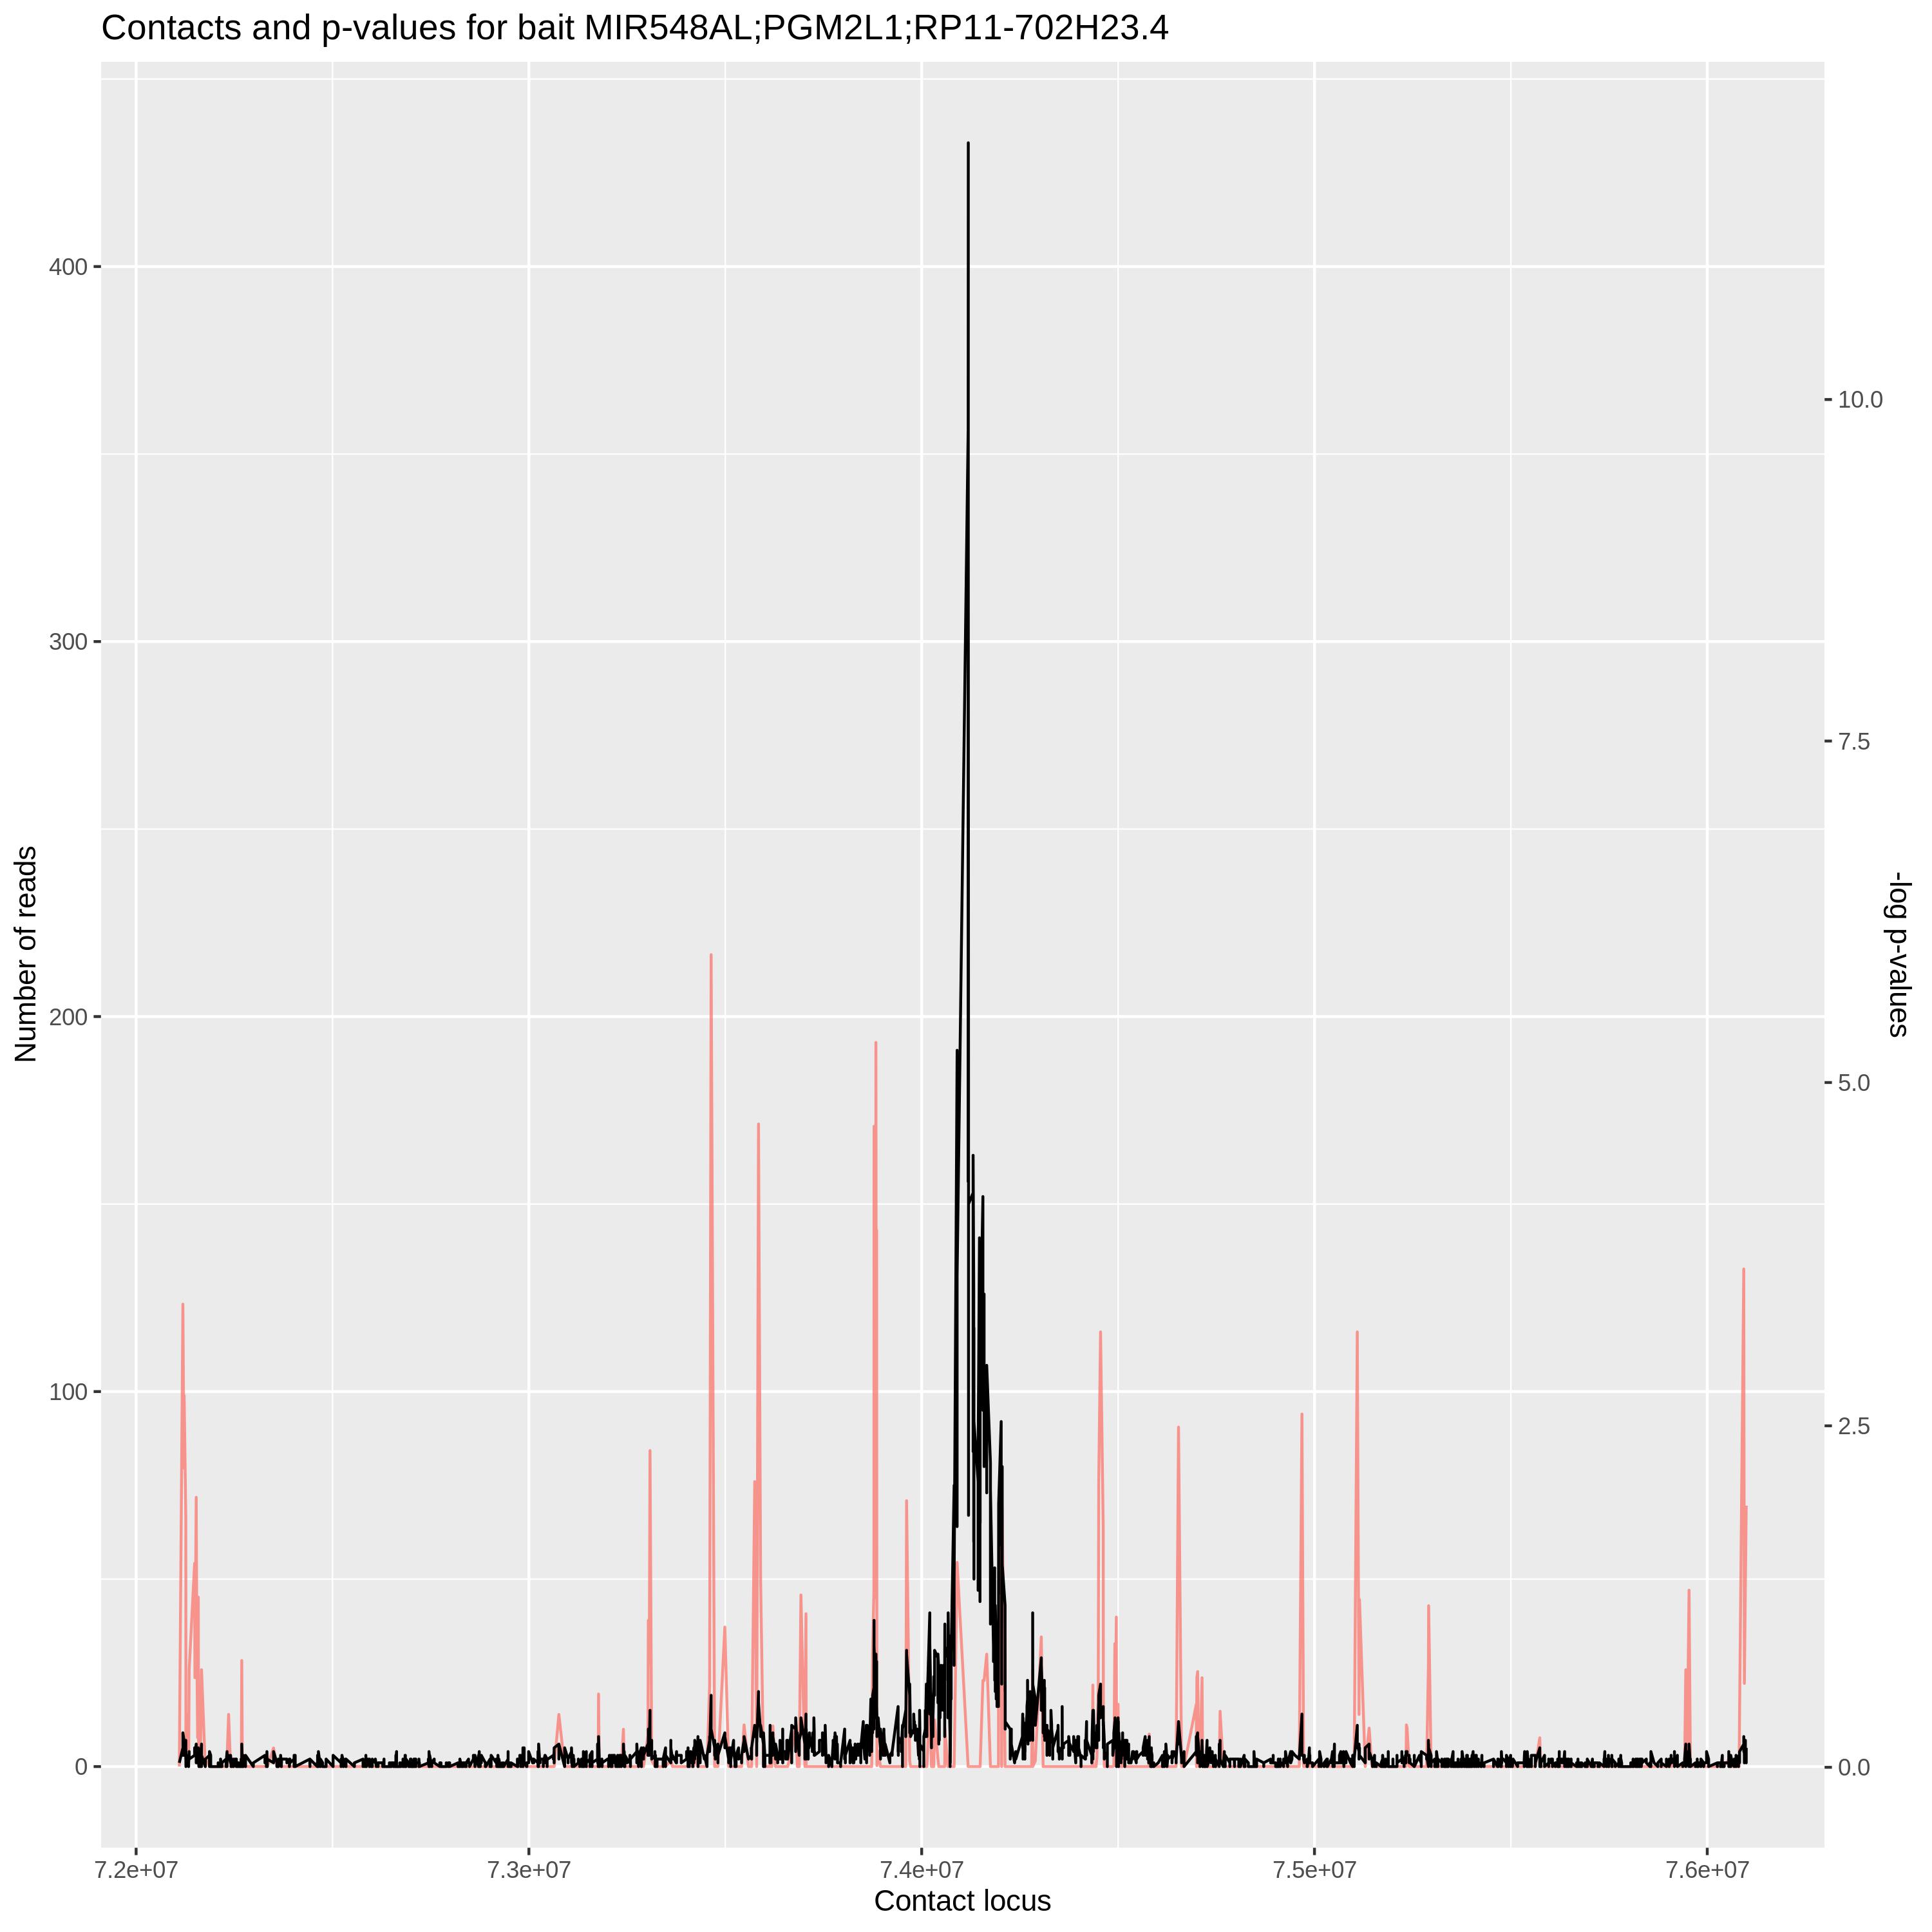 Contacts and p-values for bait MIR548AL;PGM2L1;RP11-702H23.4
400
300
200
100
0
Number of reads
10.0
7.5
5.0
2.5
0.0
-log p-values
7.2e+07 7.3e+07 7.4e+07 7.5e+07 7.6e+07
Contact locus